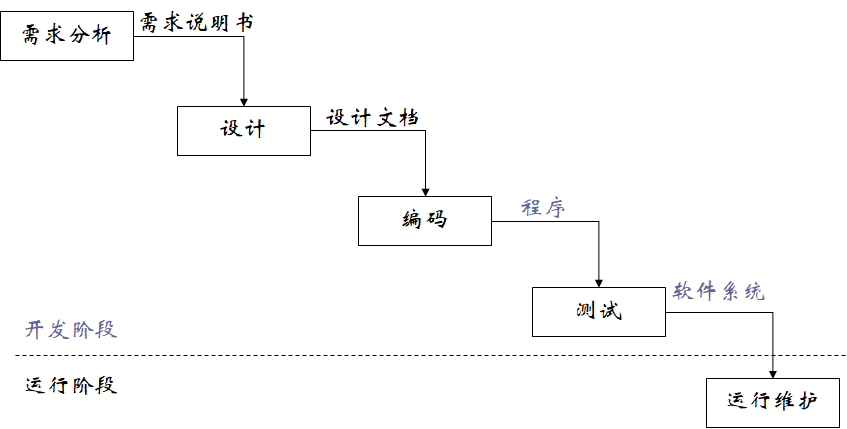 需求分析
需求说明书
设计
设计文档
编码
程序
测试
软件系统
开发阶段
运行阶段
运行维护